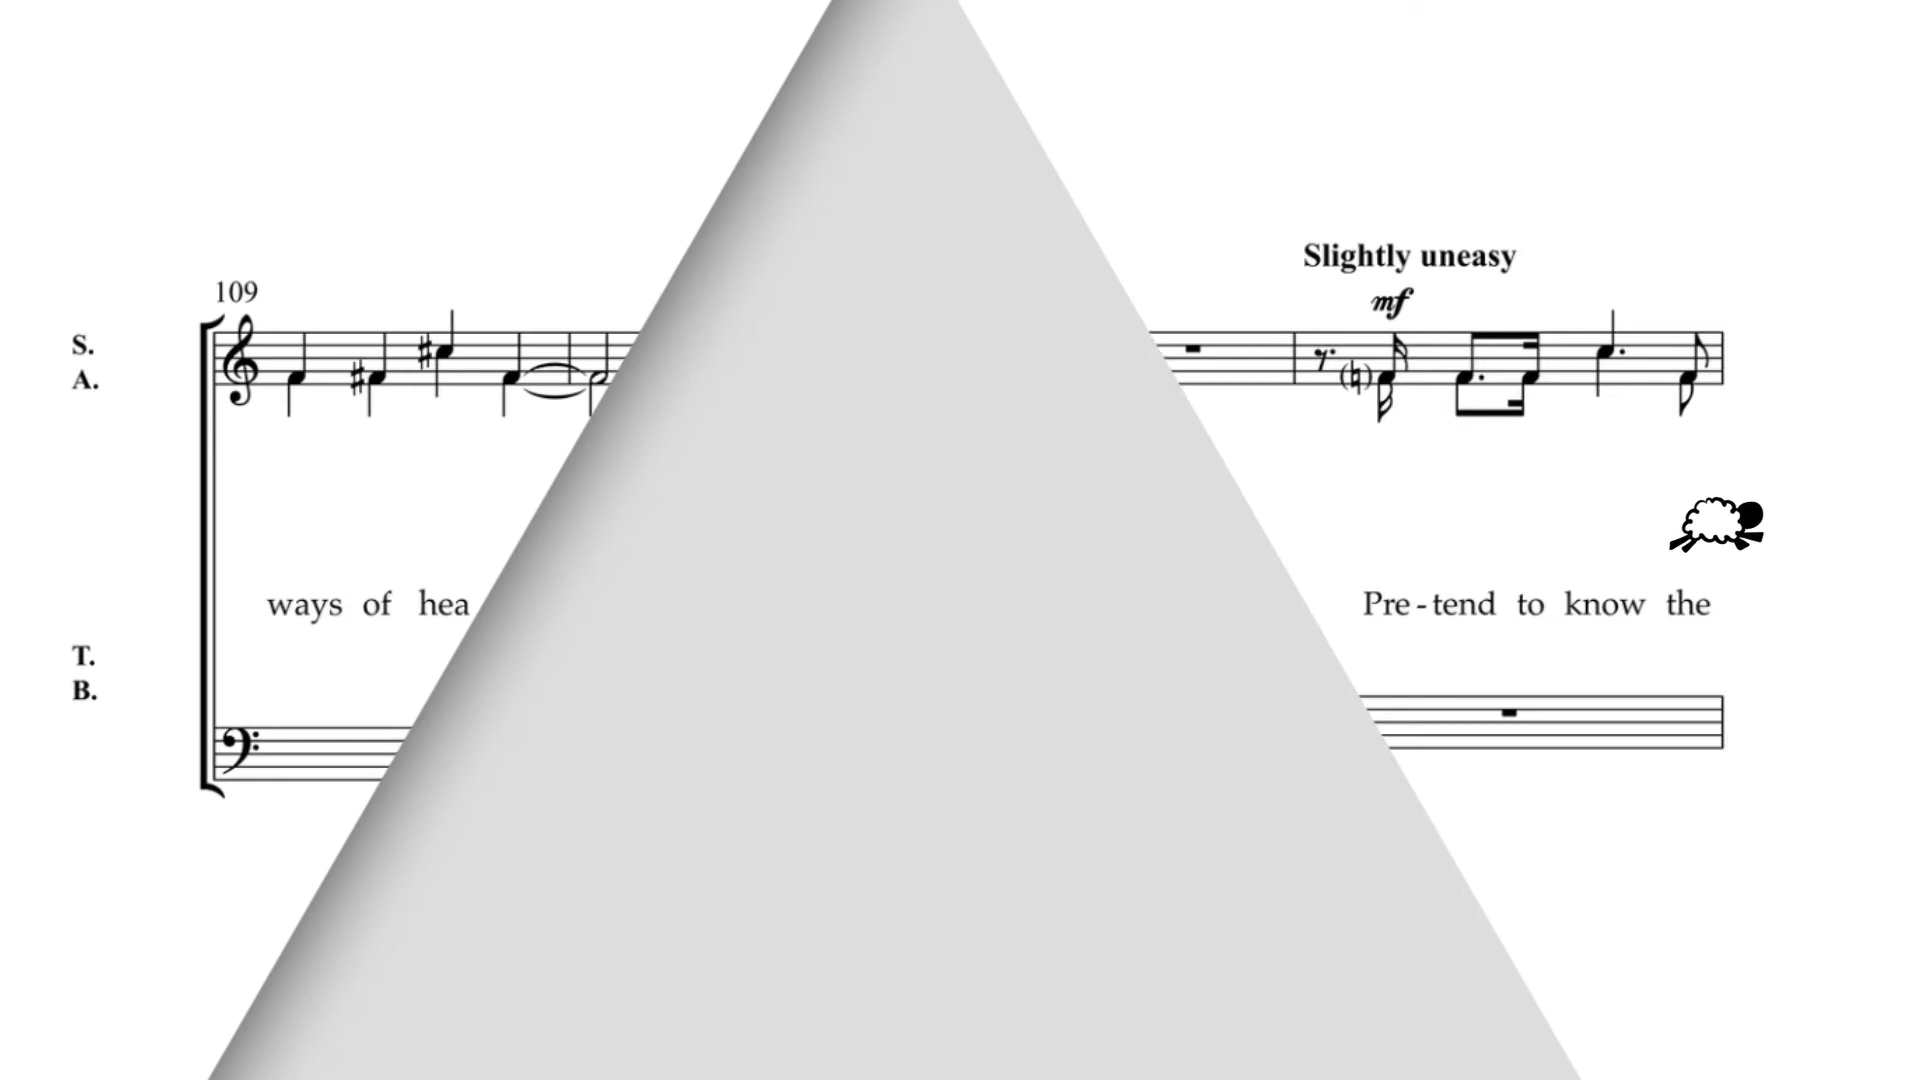 Slightly uneasy
109
mf
S.
A.
ways of hea
Pre-tend to know the
T.
B.